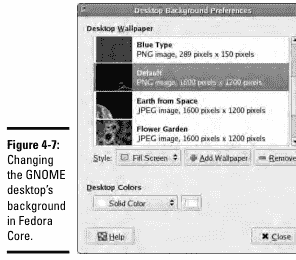 Desktop Background Preferences
Desktop Wallpaper
Blue Type
PNG image, 289 pixels x 150 pixels
Default
PNG image, 1600 pixels x 1200 pixels
Earth from Space
JPEG image, 1600 pixels x 1200 pixels
Flower Garden
JPEG image, 1600 pixels x 1200 pixels
Style: Fill Screen Add Wallpaper Remove
Desktop Colors
Solid Color
Help Close
Figure 4-7:
Changing
the GNOME
desktop's
background
in Fedora
Core.